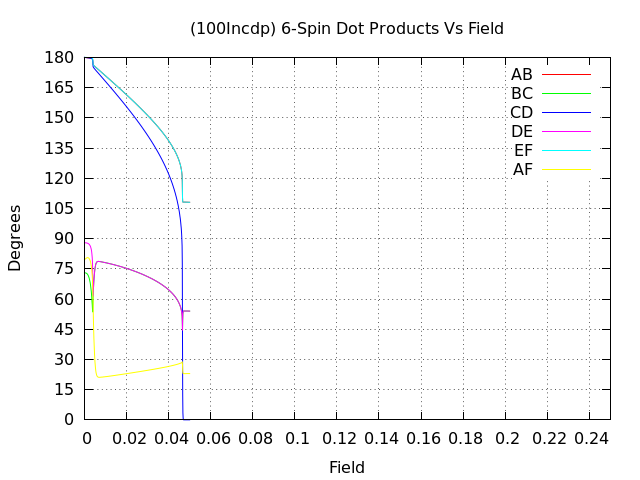 (100Incdp) 6-Spin Dot Products Vs Field
180
165
150
135
120
105
90
75
60
45
30
15
0
Degrees
AB
BC
CD
DE
EF
AF
0 0.02 0.04 0.06 0.08 0.1 0.12 0.14 0.16 0.18 0.2 0.22 0.24
Field